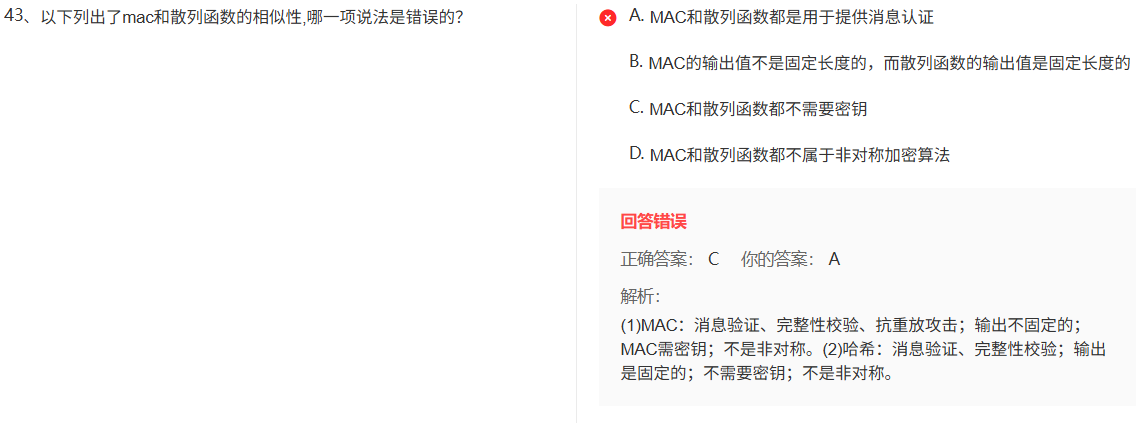 43、以下列出了mac和散列函数的相似性,哪一项说法是错误的？
A. MAC和散列函数都是用于提供消息认证
B. MAC的输出值不是固定长度的，而散列函数的输出值是固定长度的
C. MAC和散列函数都不需要密钥
D. MAC和散列函数都不属于非对称加密算法
回答错误
正确答案： C 你的答案： A
解析：
(1)MAC：消息验证、完整性校验、抗重放攻击；输出不固定的；
MAC需密钥；不是非对称。(2)哈希：消息验证、完整性校验；输出
是固定的；不需要密钥；不是非对称。